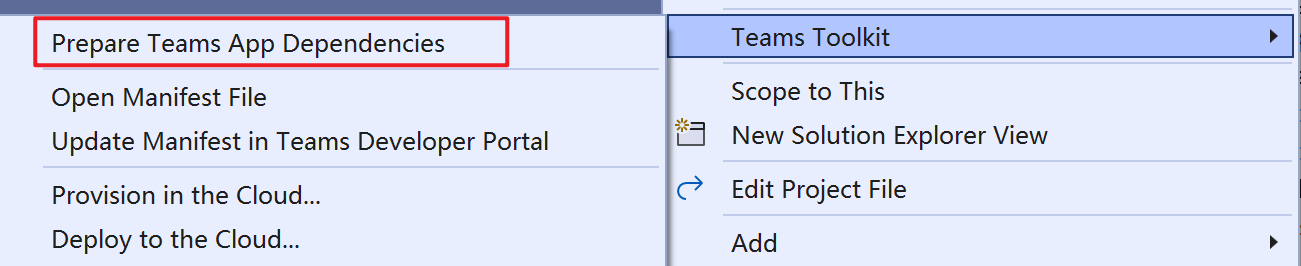 Prepare Teams App Dependencies
Open Manifest File
Update Manifest in Teams Developer Portal
Provision in the Cloud...
Deploy to the Cloud...
Teams Toolkit
Scope to This
New Solution Explorer View
Edit Project File
Add